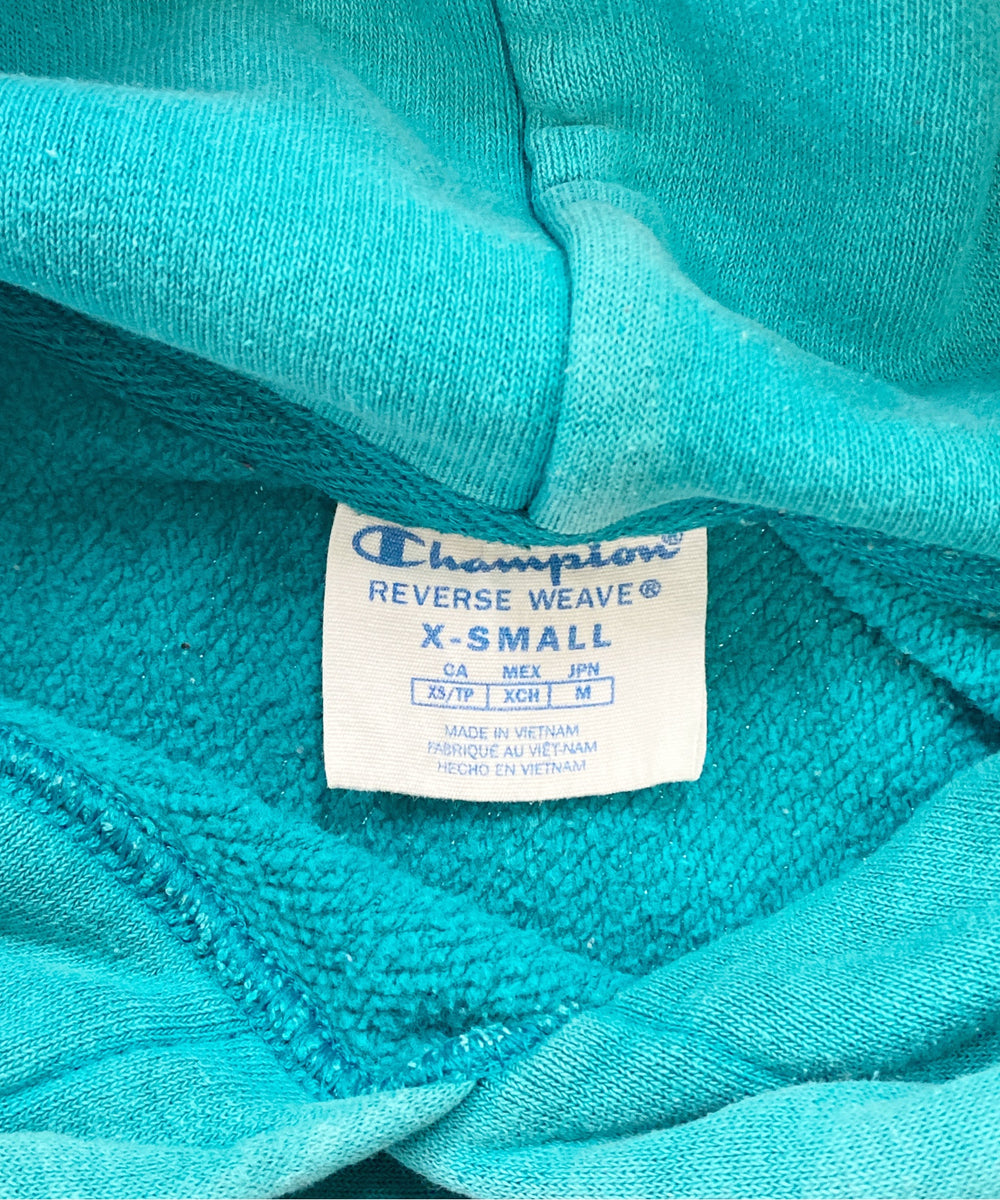 Champion®
REVERSE WEAVE®
X-SMALL
CA MEX JPN
XS/TP XCH M
MADE IN VIETNAM
FABRIQUÉ AU VIÊT-NAM
HECHO EN VIETNAM